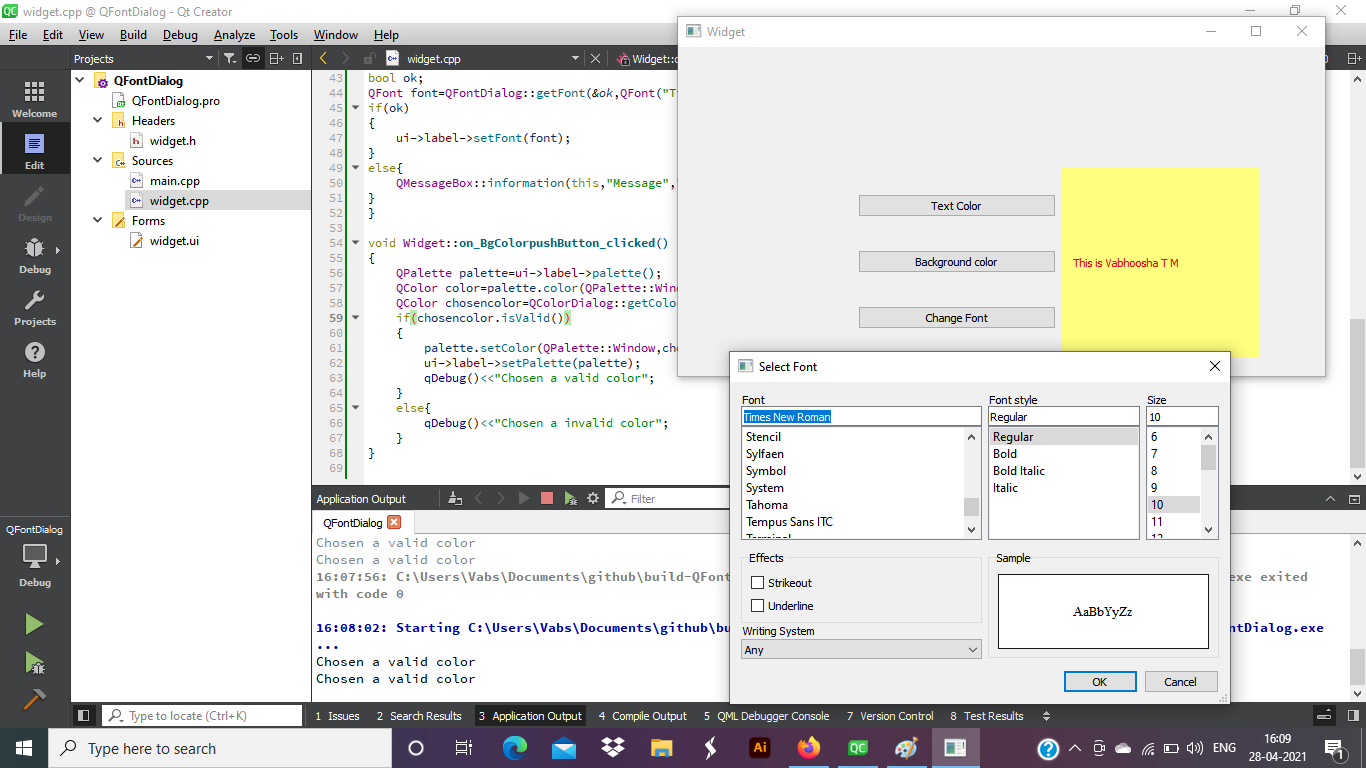 widget.cpp @ QFontDialog - Qt Creator
File Edit View Build Debug Analyze Tools Window Help
Projects
widget.cpp
Widget::
Welcome
Edit
Design
Debug
Projects
Help
QFontDialog
Debug
QFontDialog
QFontDialog.pro
Headers
widget.h
Sources
main.cpp
widget.cpp
Forms
widget.ui
43 bool ok;
44 QFont font=QFontDialog::getFont(&ok,QFont("T
45 if(ok)
46 {
47 ui->label->setFont(font);
48 }
49 else{
50 QMessageBox::information(this,"Message",
51 }
52 }
53
54 void Widget::on_BgColorpushButton_clicked()
55 {
56 QPalette palette=ui->label->palette();
57 QColor color=palette.color(QPalette::Win
58 QColor chosencolor=QColorDialog::getColo
59 if(chosencolor.isValid())
60 {
61 palette.setColor(QPalette::Window,ch
62 ui->label->setPalette(palette);
63 qDebug()<<"Chosen a valid color";
64 }
65 else{
66 qDebug()<<"Chosen a invalid color";
67 }
68 }
69
Application Output
Filter
QFontDialog
Chosen a valid color
Chosen a valid color
16:07:56: C:\Users\Vabs\Documents\github\build-QFon
exe exited
with code 0
16:08:02: Starting C:\Users\Vabs\Documents\github\bu
ntDialog.exe
...
Chosen a valid color
Chosen a valid color
Widget
Text Color
Background color
Change Font
This is Vabhoosha T M
Select Font
Font
Times New Roman
Stencil
Sylfaen
Symbol
System
Tahoma
Tempus Sans ITC
Terminal
Font style
Regular
Regular
Bold
Bold Italic
Italic
Size
10
6
7
8
9
10
11
12
Effects
Strikeout
Underline
Writing System
Any
Sample
AaBbYyZz
OK
Cancel
Type to locate (Ctrl+K)
1 Issues 2 Search Results 3 Application Output 4 Compile Output 5 QML Debugger Console 7 Version Control 8 Test Results
Type here to search
Ai
QC
ENG
16:09
28-04-2021
1